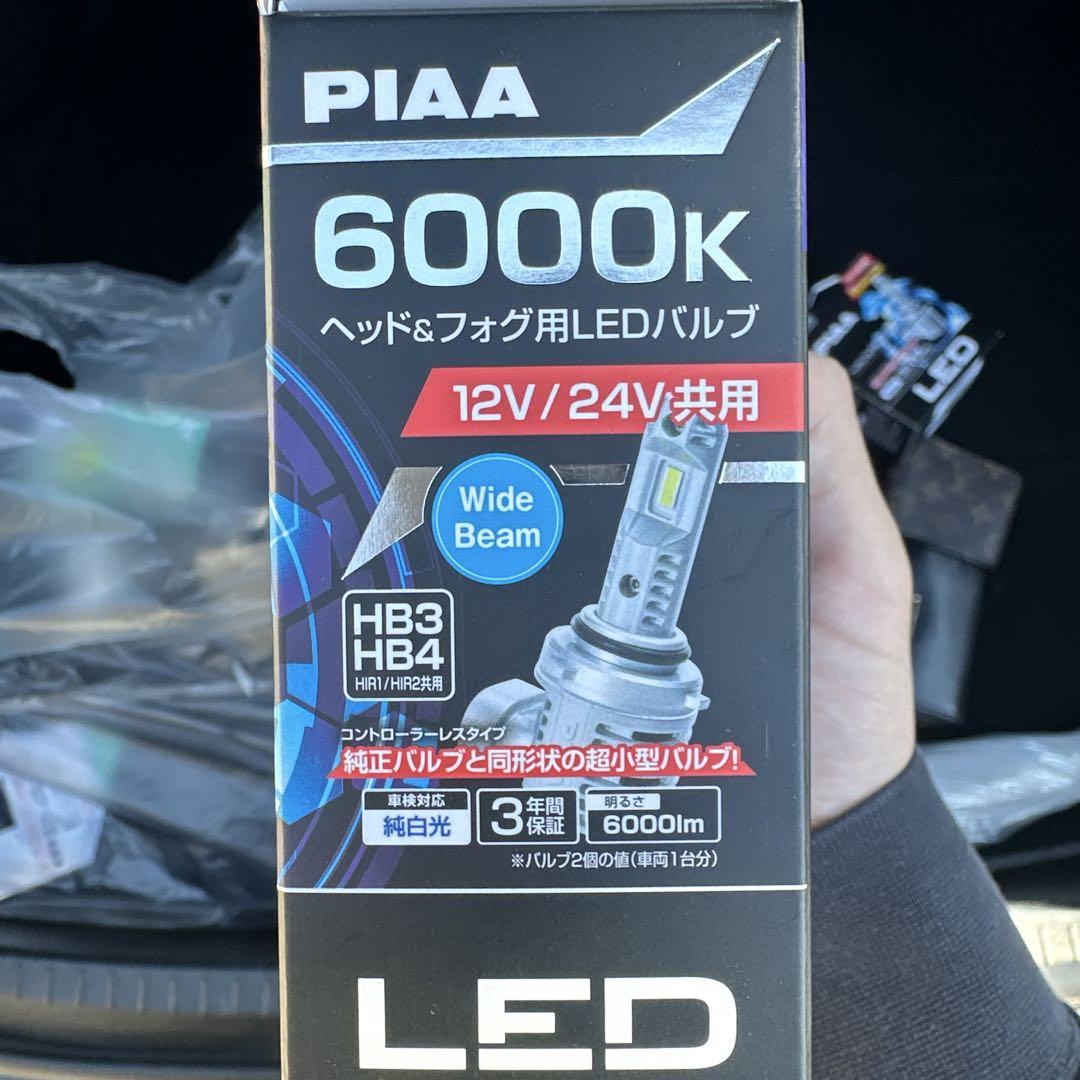 PIAA
6000K
ヘッド&フォグ用LEDバルブ
12V/24V共用
Wide
Beam
HB3
HB4
HIR1/HIR2共用
コントローラーレスタイプ
純正バルブと同形状の超小型バルブ!
車検対応
純白光
3年間
保証
明るさ
6000lm
※バルブ2個の値(車両1台分)
LED
PIAA
LED